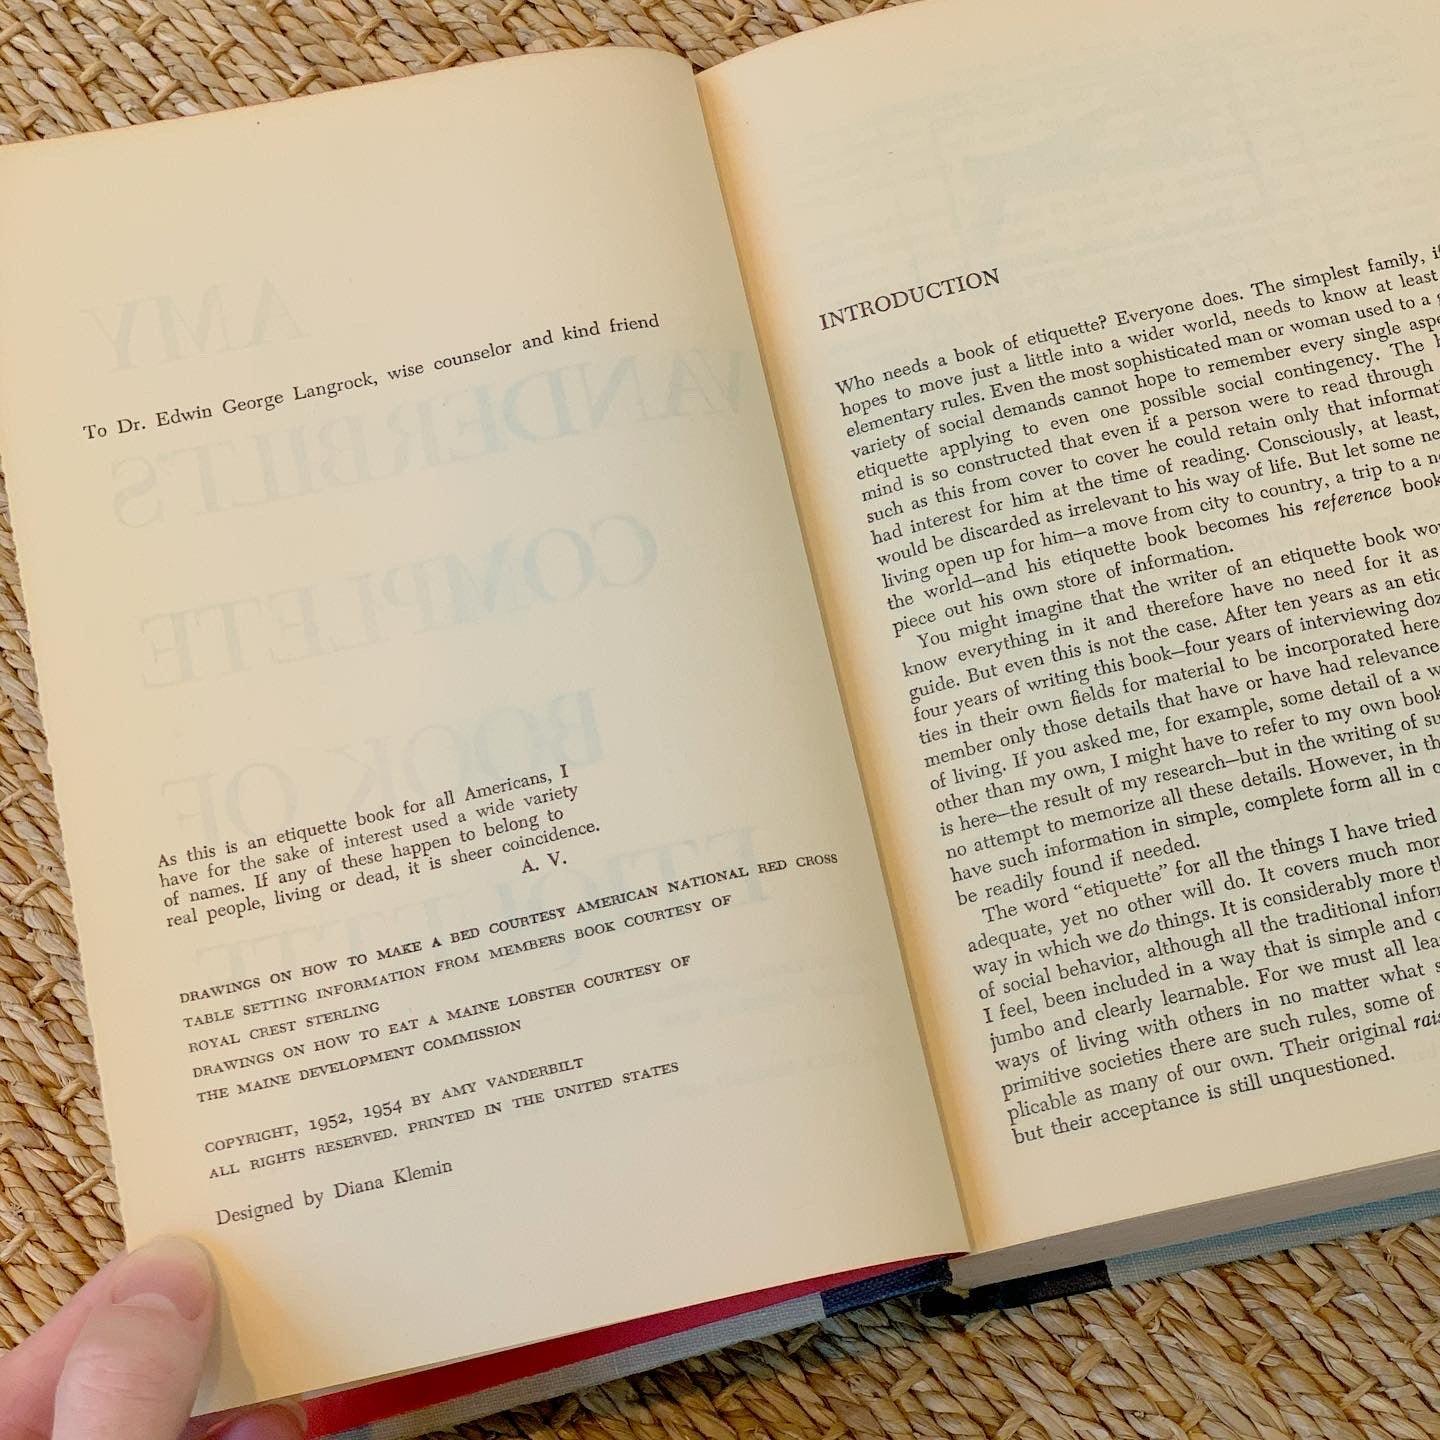 To Dr. Edwin George Langrock, wise counselor and kind friend
As this is an etiquette book for all Americans, I
have for the sake of interest used a wide variety
of names. If any of these happen to belong to
real people, living or dead, it is sheer coincidence.
A. V.
DRAWINGS ON HOW TO MAKE A BED COURTESY AMERICAN NATIONAL RED CROSS
TABLE SETTING INFORMATION FROM MEMBERS BOOK COURTESY OF
ROYAL CREST STERLING
DRAWINGS ON HOW TO EAT A MAINE LOBSTER COURTESY OF
THE MAINE DEVELOPMENT COMMISSION
COPYRIGHT, 1952, 1954 BY AMY VANDERBILT
ALL RIGHTS RESERVED. PRINTED IN THE UNITED STATES
Designed by Diana Klemin
INTRODUCTION
Who needs a book of etiquette? Everyone does. The simplest family, if
hopes to move just a little into a wider world, needs to know at least
elementary rules. Even the most sophisticated man or woman used to a
variety of social demands cannot hope to remember every single aspe
etiquette applying to even one possible social contingency. The
mind is so constructed that even if a person were to read through
such as this from cover to cover he could retain only that informati
had interest for him at the time of reading. Consciously, at least,
would be discarded as irrelevant to his way of life. But let some ne
living open up for him—a move from city to country, a trip to a
the world—and his etiquette book becomes his reference book
piece out his own store of information.
You might imagine that the writer of an etiquette book wou
know everything in it and therefore have no need for it as
guide. But even this is not the case. After ten years as an etiq
four years of writing this book—four years of interviewing doz
ties in their own fields for material to be incorporated here
member only those details that have or have had relevance
of living. If you asked me, for example, some detail of a w
other than my own, I might have to refer to my own book
is here—the result of my research—but in the writing of su
no attempt to memorize all these details. However, in th
have such information in simple, complete form all in
be readily found if needed.
The word "etiquette" for all the things I have tried
adequate, yet no other will do. It covers much mor
way in which we do things. It is considerably more
of social behavior, although all the traditional infor
I feel, been included in a way that is simple and
jumbo and clearly learnable. For we must all lea
ways of living with others in no matter what s
primitive societies there are such rules, some of
plicable as many of our own. Their original rais
but their acceptance is still unquestioned.